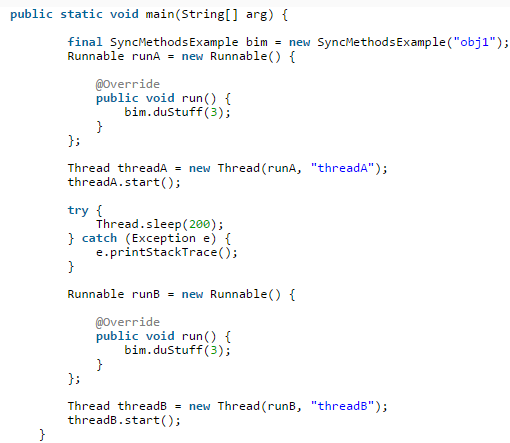 public static void main(String[] arg) {
final SyncMethodsExample bim = new SyncMethodsExample("obj1");
Runnable runA = new Runnable() {
@Override
public void run() {
bim.duStuff(3);
}
};
Thread threadA = new Thread(runA, "threadA");
threadA.start();
try {
Thread.sleep(200);
} catch (Exception e) {
e.printStackTrace();
}
Runnable runB = new Runnable() {
@Override
public void run() {
bim.duStuff(3);
}
};
Thread threadB = new Thread(runB, "threadB");
threadB.start();
}